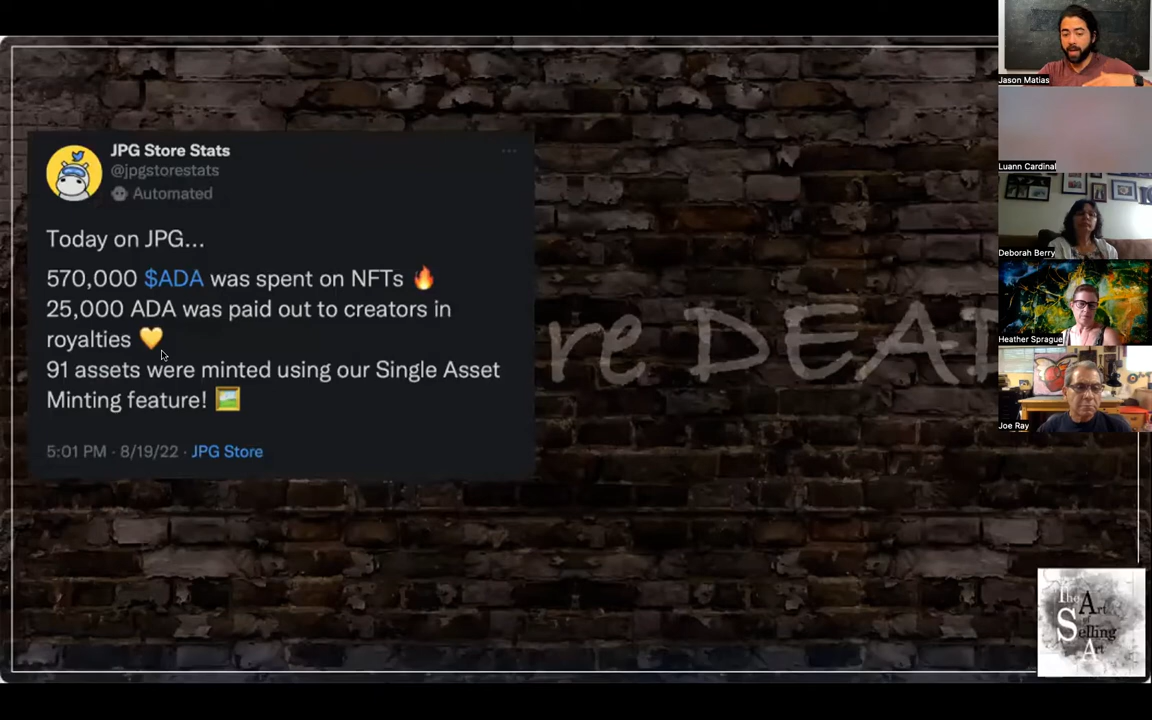 JPG Store Stats
@jpgstorestats
Automated
Today on JPG...
570,000 $ADA was spent on NFTs 🔥
25,000 ADA was paid out to creators in
royalties 💛
91 assets were minted using our Single Asset
Minting feature! 🖼️
5:01 PM · 8/19/22 · JPG Store
re DEAD
Jason Matias
Luann Cardinal
Deborah Berry
Heather Sprague
Joe Ray
The
Art
of
Selling
Art